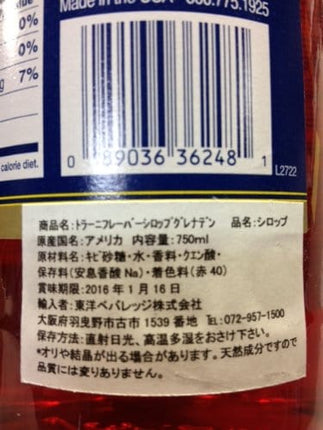 Made in the USA 800.775.1925
0%
0%
7%
calorie diet.
0 89036 36248 1
L2722
商品名:トラーニフレーバーシロップグレナデン 品名:シロップ
原産国名:アメリカ 内容量:750ml
原材料名:キビ砂糖・水・香料・クエン酸・
保存料(安息香酸Na)・着色料(赤40)
賞味期限:2016年1月16日
輸入者:東洋ベバレッジ株式会社
大阪府羽曳野市古市1539番地 TEL:072-957-1500
保存方法:直射日光、高温多湿をおさけ下さい。
*オリや結晶が出る場合があります。天然成分ですので
品質には変りありません。